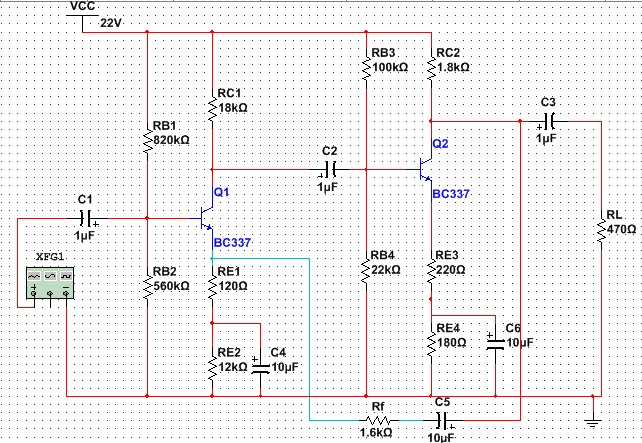 VCC
22V
RB1
820kΩ
RC1
18kΩ
RB3
100kΩ
RC2
1.8kΩ
C3
1µF
C2
1µF
Q2
BC337
C1
1µF
Q1
BC337
RL
470Ω
XFG1
RB2
560kΩ
RE1
120Ω
RB4
22kΩ
RE3
220Ω
RE2
12kΩ
C4
10µF
RE4
180Ω
C6
10µF
Rf
1.6kΩ
C5
10µF